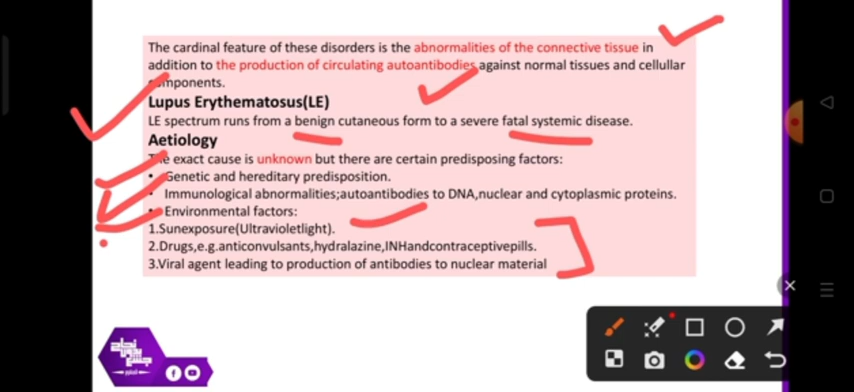 The cardinal feature of these disorders is the abnormalities of the connective tissue in
addition to the production of circulating autoantibodies against normal tissues and cellullar
components.
Lupus Erythematosus(LE)
LE spectrum runs from a benign cutaneous form to a severe fatal systemic disease.
Aetiology
The exact cause is unknown but there are certain predisposing factors:
• Genetic and hereditary predisposition.
• Immunological abnormalities;autoantibodies to DNA,nuclear and cytoplasmic proteins.
• Environmental factors:
1.Sunexposure(Ultravioletlight).
2.Drugs,e.g.anticonvulsants,hydralazine,INHandcontraceptivepills.
3.Viral agent leading to production of antibodies to nuclear material